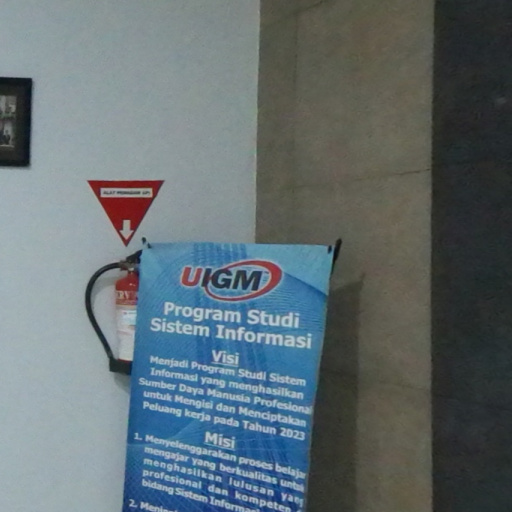 ALAT PEMADAM API
UIGM
Program Studi
Sistem Informasi
Visi
Menjadi Program Studi Sistem
Informasi yang menghasilkan
Sumber Daya Manusia Profesional
untuk Mengisi dan Menciptakan
Peluang kerja pada Tahun 2023
Misi
1. Menyelenggarakan proses belajar
mengajar yang berkualitas untuk
menghasilkan lulusan yang
profesional dan kompeten
bidang Sistem Informasi
2.